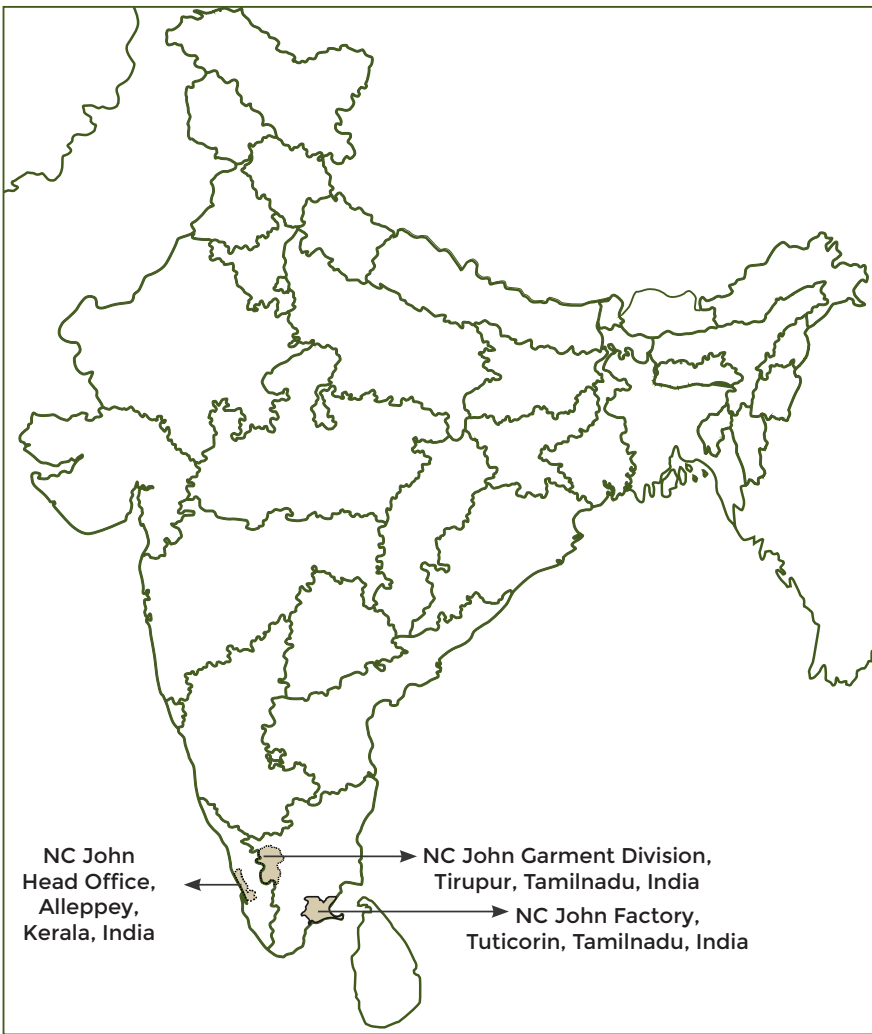 NC John
Head Office,
Alleppey,
Kerala, India
NC John Garment Division,
Tirupur, Tamilnadu, India
NC John Factory,
Tuticorin, Tamilnadu, India